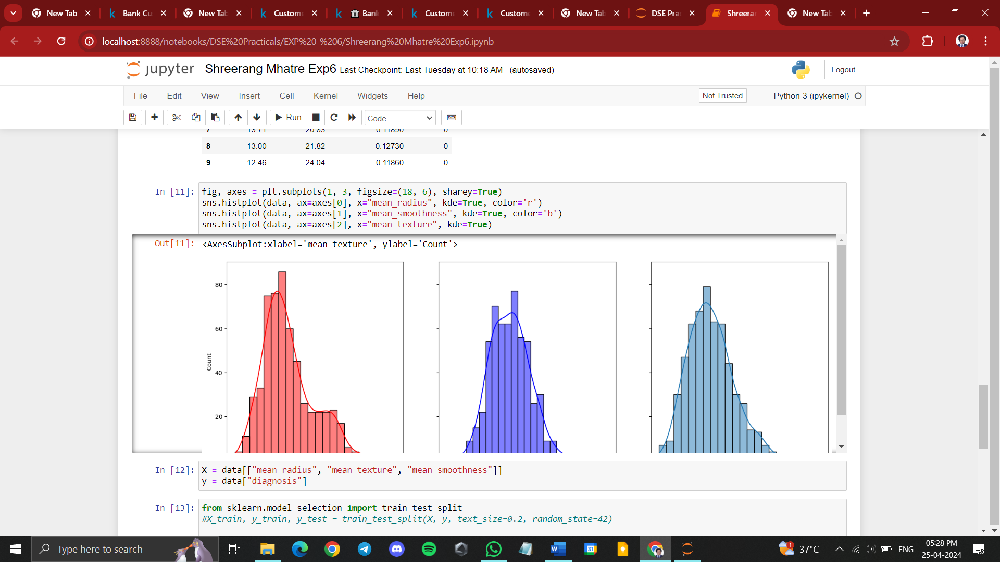 New Tab
Bank Cu
New Tab
Custome
Bank
Custome
Custome
New Tab
DSE Prac
Shreeran
New Tab
localhost:8888/notebooks/DSE%20Practicals/EXP%20-%206/Shreerang%20Mhatre%20Exp6.ipynb
jupyter Shreerang Mhatre Exp6 Last Checkpoint: Last Tuesday at 10:18 AM (autosaved)
Logout
File Edit View Insert Cell Kernel Widgets Help
Not Trusted
Python 3 (ipykernel)
Run
Code
7 13.71 20.83 0.11890 0
8 13.00 21.82 0.12730 0
9 12.46 24.04 0.11860 0
In [11]: fig, axes = plt.subplots(1, 3, figsize=(18, 6), sharey=True)
sns.histplot(data, ax=axes[0], x="mean_radius", kde=True, color='r')
sns.histplot(data, ax=axes[1], x="mean_smoothness", kde=True, color='b')
sns.histplot(data, ax=axes[2], x="mean_texture", kde=True)
Out[11]: <AxesSubplot:xlabel='mean_texture', ylabel='Count'>
80
60
Count
40
20
In [12]: X = data[["mean_radius", "mean_texture", "mean_smoothness"]]
y = data["diagnosis"]
In [13]: from sklearn.model_selection import train_test_split
#X_train, y_train, y_test = train_test_split(X, y, text_size=0.2, random_state=42)
Type here to search
W
31
1
37°C
ENG
05:28 PM
25-04-2024